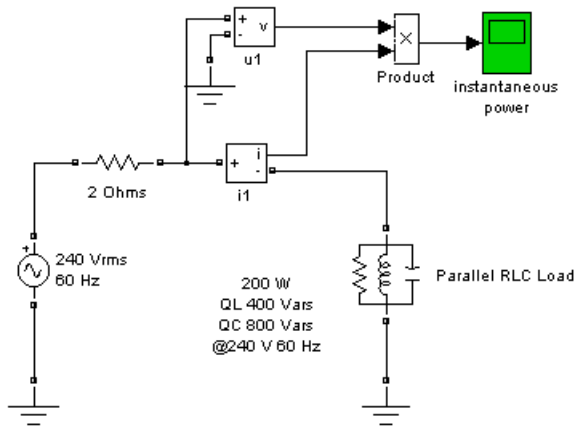 +
-
v
u1
Product
instantaneous
power
+
i
-
i1
2 Ohms
+
240 Vrms
60 Hz
200 W
QL 400 Vars
QC 800 Vars
@240 V 60 Hz
Parallel RLC Load